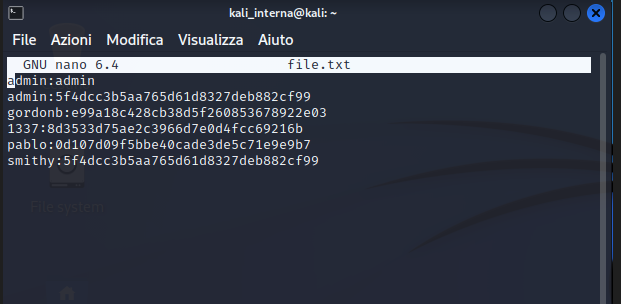 kali_interna@kali: ~
File Azioni Modifica Visualizza Aiuto
GNU nano 6.4 file.txt
admin:admin
admin:5f4dcc3b5aa765d61d8327deb882cf99
gordonb:e99a18c428cb38d5f260853678922e03
1337:8d3533d75ae2c3966d7e0d4fcc69216b
pablo:0d107d09f5bbe40cade3de5c71e9e9b7
smithy:5f4dcc3b5aa765d61d8327deb882cf99
File system